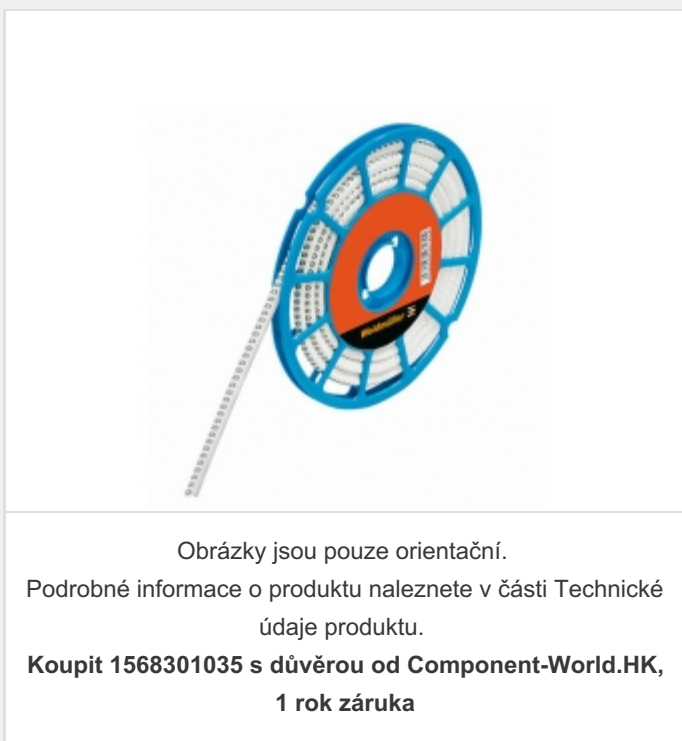 Weidmüller
Obrázky jsou pouze orientační.
Podrobné informace o produktu naleznete v části Technické
údaje produktu.
Koupit 1568301035 s důvěrou od Component-World.HK,
1 rok záruka